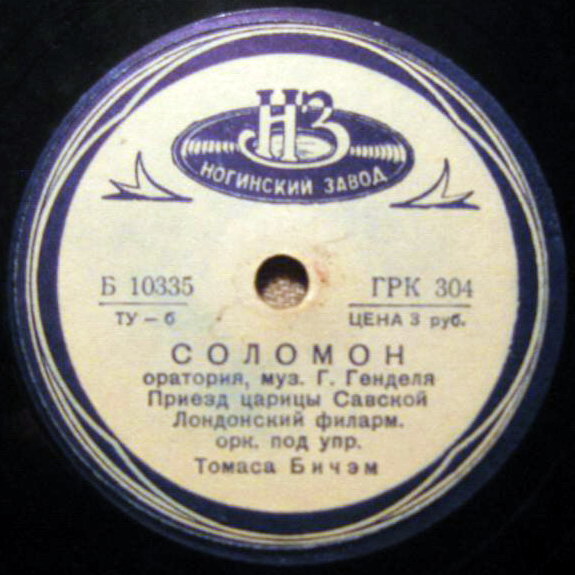 НЗ
НОГИНСКИЙ ЗАВОД
Б 10335
ГРК 304
ТУ – б
ЦЕНА 3 руб.
СОЛОМОН
оратория, муз. Г. Генделя
Приезд царицы Савской
Лондонский филарм.
орк. под упр.
Томаса Бичэм